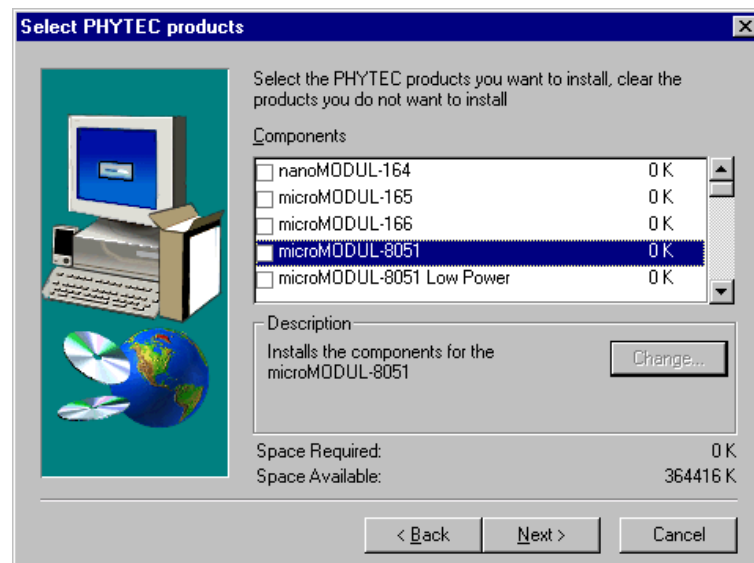 Select PHYTEC products
Select the PHYTEC products you want to install, clear the
products you do not want to install
Components
nanoMODUL-164 0 K
microMODUL-165 0 K
microMODUL-166 0 K
microMODUL-8051 0 K
microMODUL-8051 Low Power 0 K
Description
Installs the components for the
microMODUL-8051
Change...
Space Required: 0 K
Space Available: 364416 K
< Back Next > Cancel